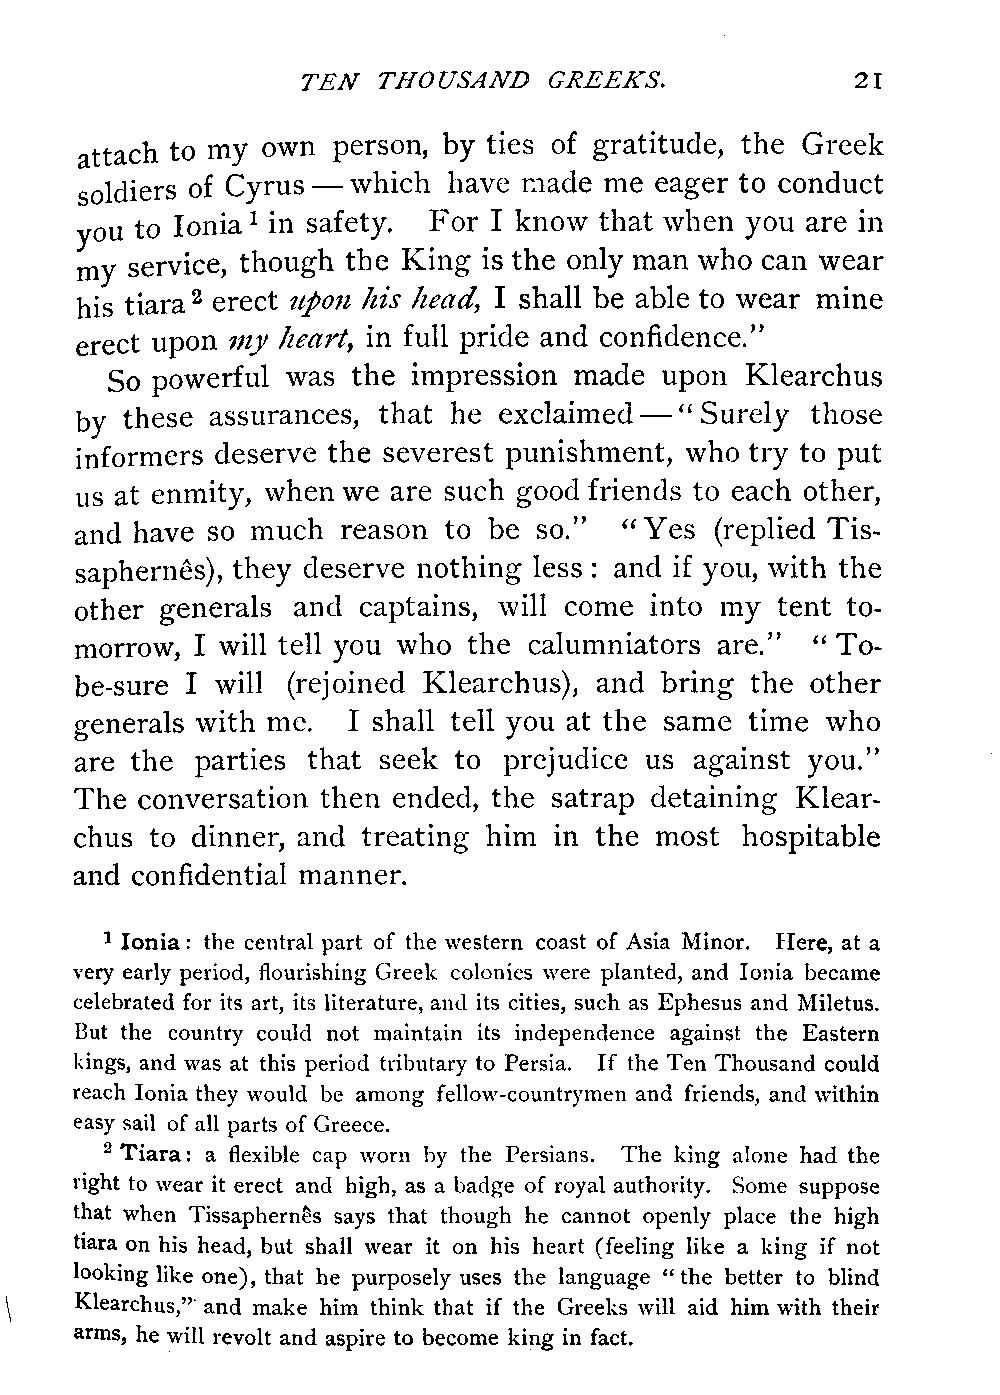 TEN THOUSAND GREEKS. 21
attach to my own person, by ties of gratitude, the Greek
soldiers of Cyrus — which have made me eager to conduct
you to Ionia ¹ in safety. For I know that when you are in
my service, though the King is the only man who can wear
his tiara ² erect upon his head, I shall be able to wear mine
erect upon my heart, in full pride and confidence.”
So powerful was the impression made upon Klearchus
by these assurances, that he exclaimed — “Surely those
informers deserve the severest punishment, who try to put
us at enmity, when we are such good friends to each other,
and have so much reason to be so.” “Yes (replied Tis-
saphernês), they deserve nothing less: and if you, with the
other generals and captains, will come into my tent to-
morrow, I will tell you who the calumniators are.” “To-
be-sure I will (rejoined Klearchus), and bring the other
generals with me. I shall tell you at the same time who
are the parties that seek to prejudice us against you.”
The conversation then ended, the satrap detaining Klear-
chus to dinner, and treating him in the most hospitable
and confidential manner.
¹ Ionia: the central part of the western coast of Asia Minor. Here, at a
very early period, flourishing Greek colonies were planted, and Ionia became
celebrated for its art, its literature, and its cities, such as Ephesus and Miletus.
But the country could not maintain its independence against the Eastern
kings, and was at this period tributary to Persia. If the Ten Thousand could
reach Ionia they would be among fellow-countrymen and friends, and within
easy sail of all parts of Greece.
² Tiara: a flexible cap worn by the Persians. The king alone had the
right to wear it erect and high, as a badge of royal authority. Some suppose
that when Tissaphernês says that though he cannot openly place the high
tiara on his head, but shall wear it on his heart (feeling like a king if not
looking like one), that he purposely uses the language “the better to blind
Klearchus,” and make him think that if the Greeks will aid him with their
arms, he will revolt and aspire to become king in fact.